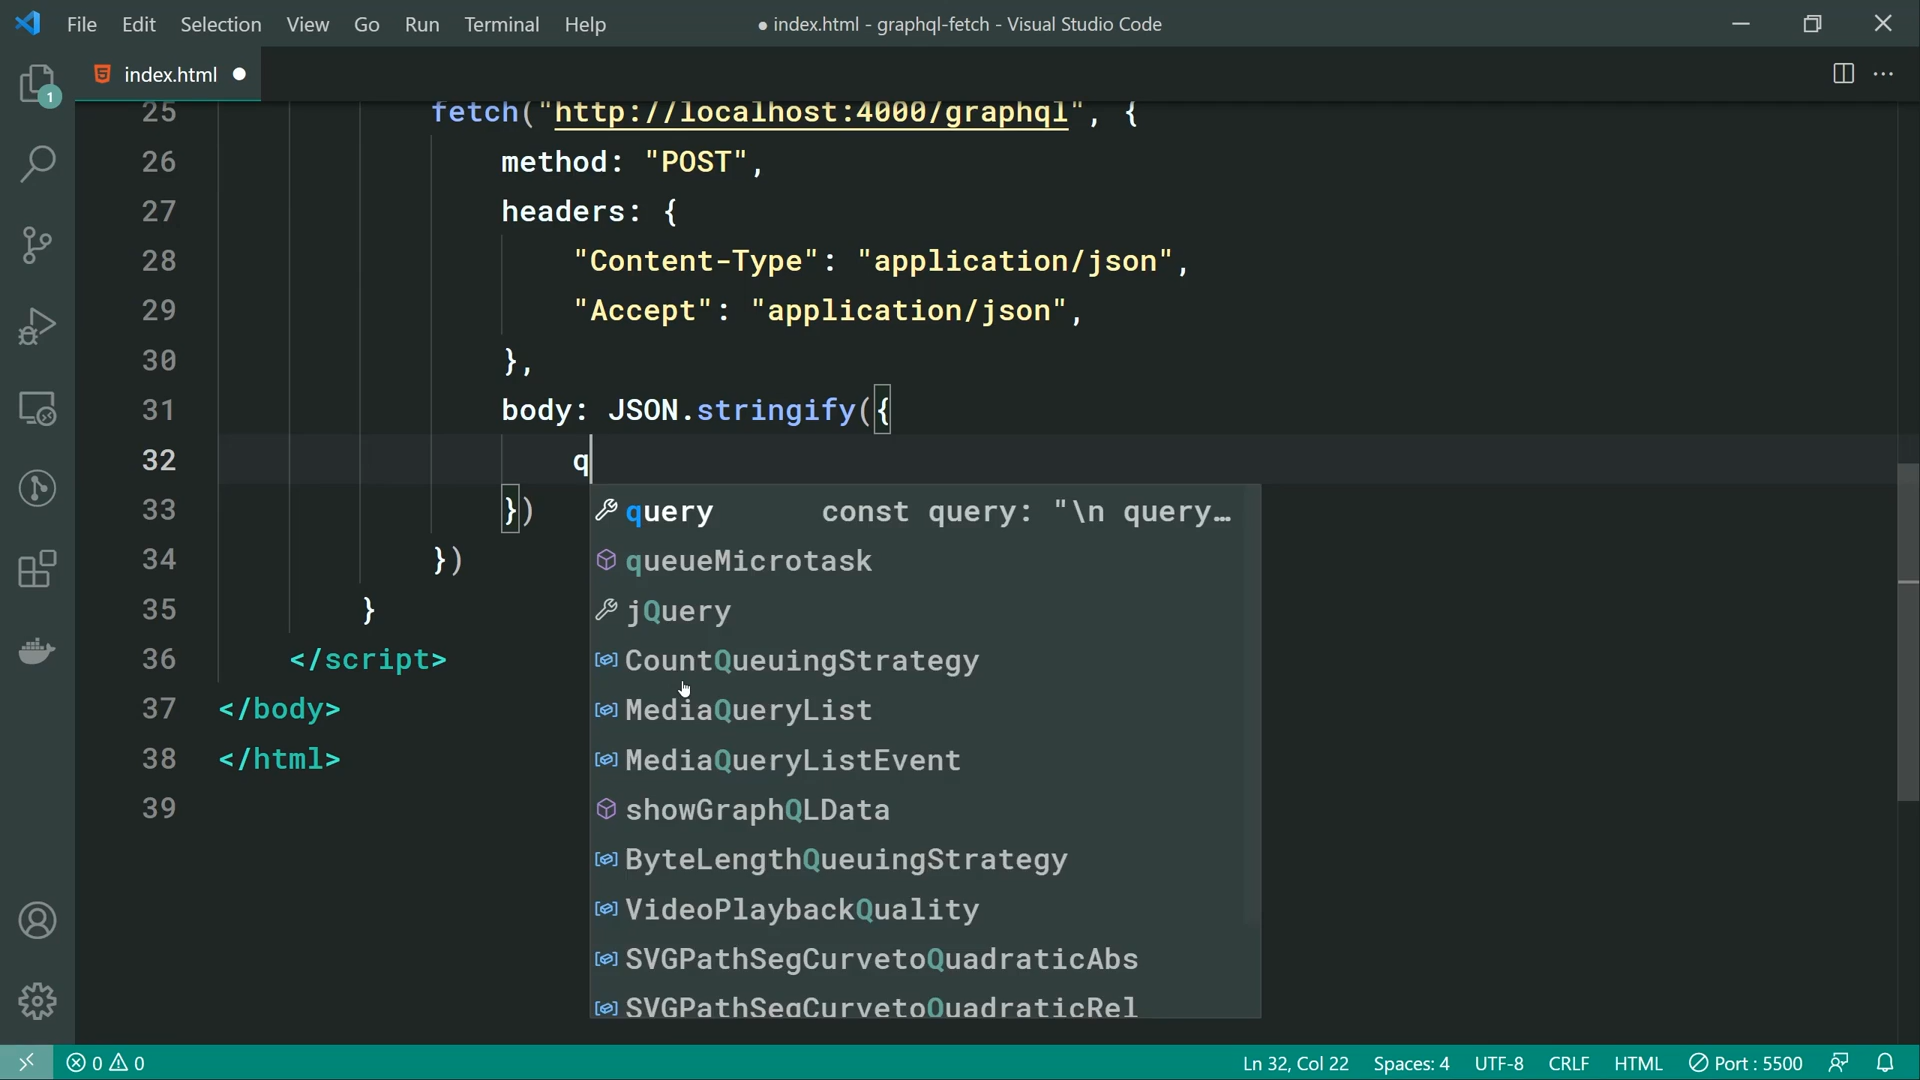 File Edit Selection View Go Run Terminal Help ● index.html - graphql-fetch - Visual Studio Code
index.html
1
25 fetch("http://localhost:4000/graphql", {
26 method: "POST",
27 headers: {
28 "Content-Type": "application/json",
29 "Accept": "application/json",
30 },
31 body: JSON.stringify({
32 q
33 })
34 })
35 }
36 </script>
37 </body>
38 </html>
39
query const query: "\n query…
queueMicrotask
jQuery
CountQueuingStrategy
MediaQueryList
MediaQueryListEvent
showGraphQLData
ByteLengthQueuingStrategy
VideoPlaybackQuality
SVGPathSegCurvetoQuadraticAbs
SVGPathSegCurvetoQuadraticRel
0 0 Ln 32, Col 22 Spaces: 4 UTF-8 CRLF HTML Port : 5500